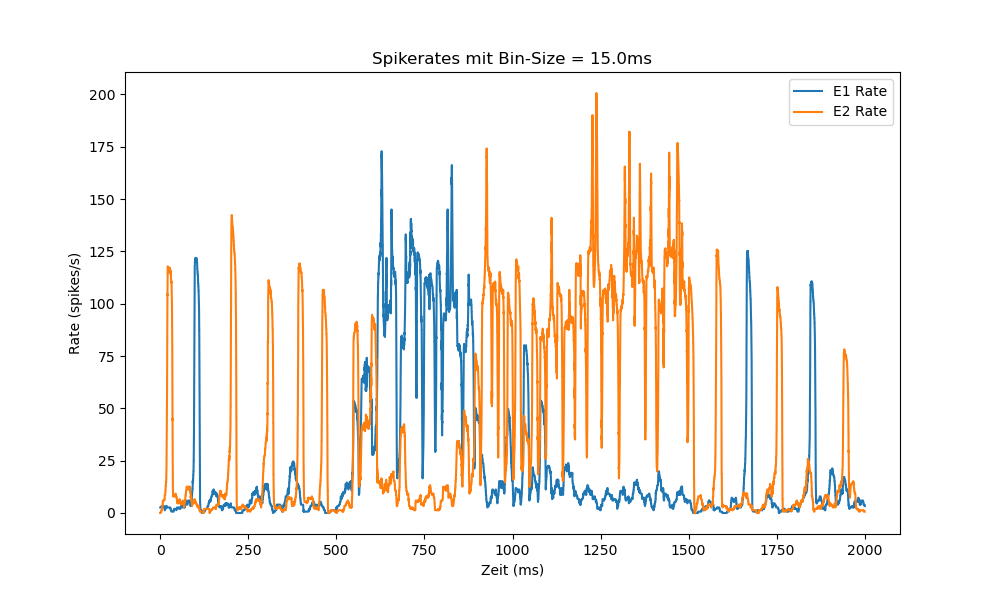 Spikerates mit Bin-Size = 15.0ms
E1 Rate
E2 Rate
200
175
150
125
100
75
50
25
0
Rate (spikes/s)
0 250 500 750 1000 1250 1500 1750 2000
Zeit (ms)